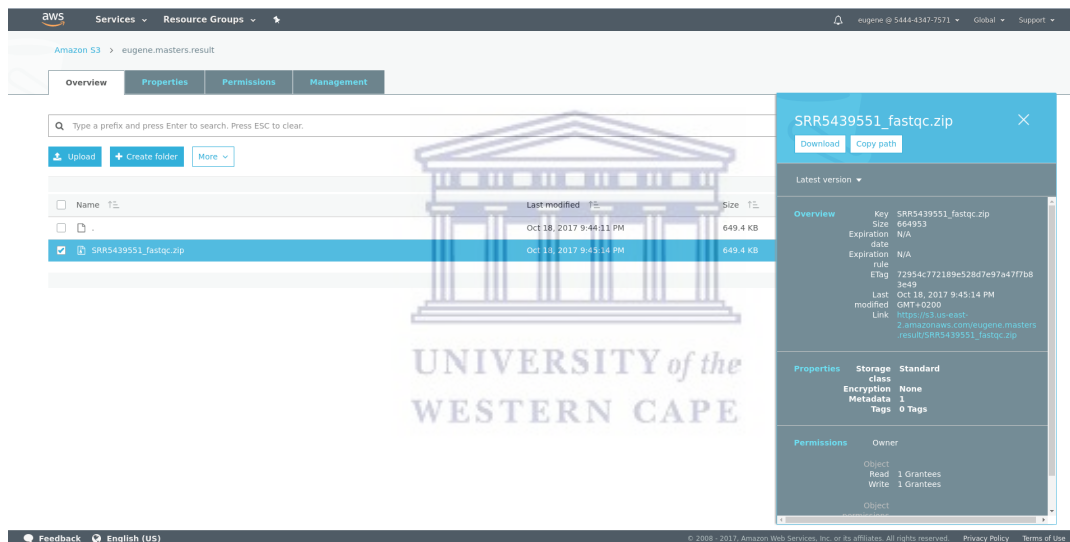 aws Services Resource Groups eugene @ 5444-4347-7571 Global Support
Amazon S3 > eugene.masters.result
Overview Properties Permissions Management
Type a prefix and press Enter to search. Press ESC to clear.
Upload + Create folder More
Name Last modified Size
. Oct 18, 2017 9:44:11 PM 649.4 KB
SRR5439551_fastqc.zip Oct 18, 2017 9:45:14 PM 649.4 KB
SRR5439551_fastqc.zip
Download Copy path
Latest version
Overview Key SRR5439551_fastqc.zip
Size 664953
Expiration N/A
date
Expiration N/A
rule
ETag 72954c772189e528d7e97a47f7b8
3e49
Last Oct 18, 2017 9:45:14 PM
modified GMT+0200
Link https://s3.us-east-
2.amazonaws.com/eugene.masters
.result/SRR5439551_fastqc.zip
Properties Storage Standard
class
Encryption None
Metadata 1
Tags 0 Tags
Permissions Owner
Object
Read 1 Grantees
Write 1 Grantees
Object
permissions
UNIVERSITY of the
WESTERN CAPE
Feedback English (US) © 2008 - 2017, Amazon Web Services, Inc. or its affiliates. All rights reserved. Privacy Policy Terms of Use